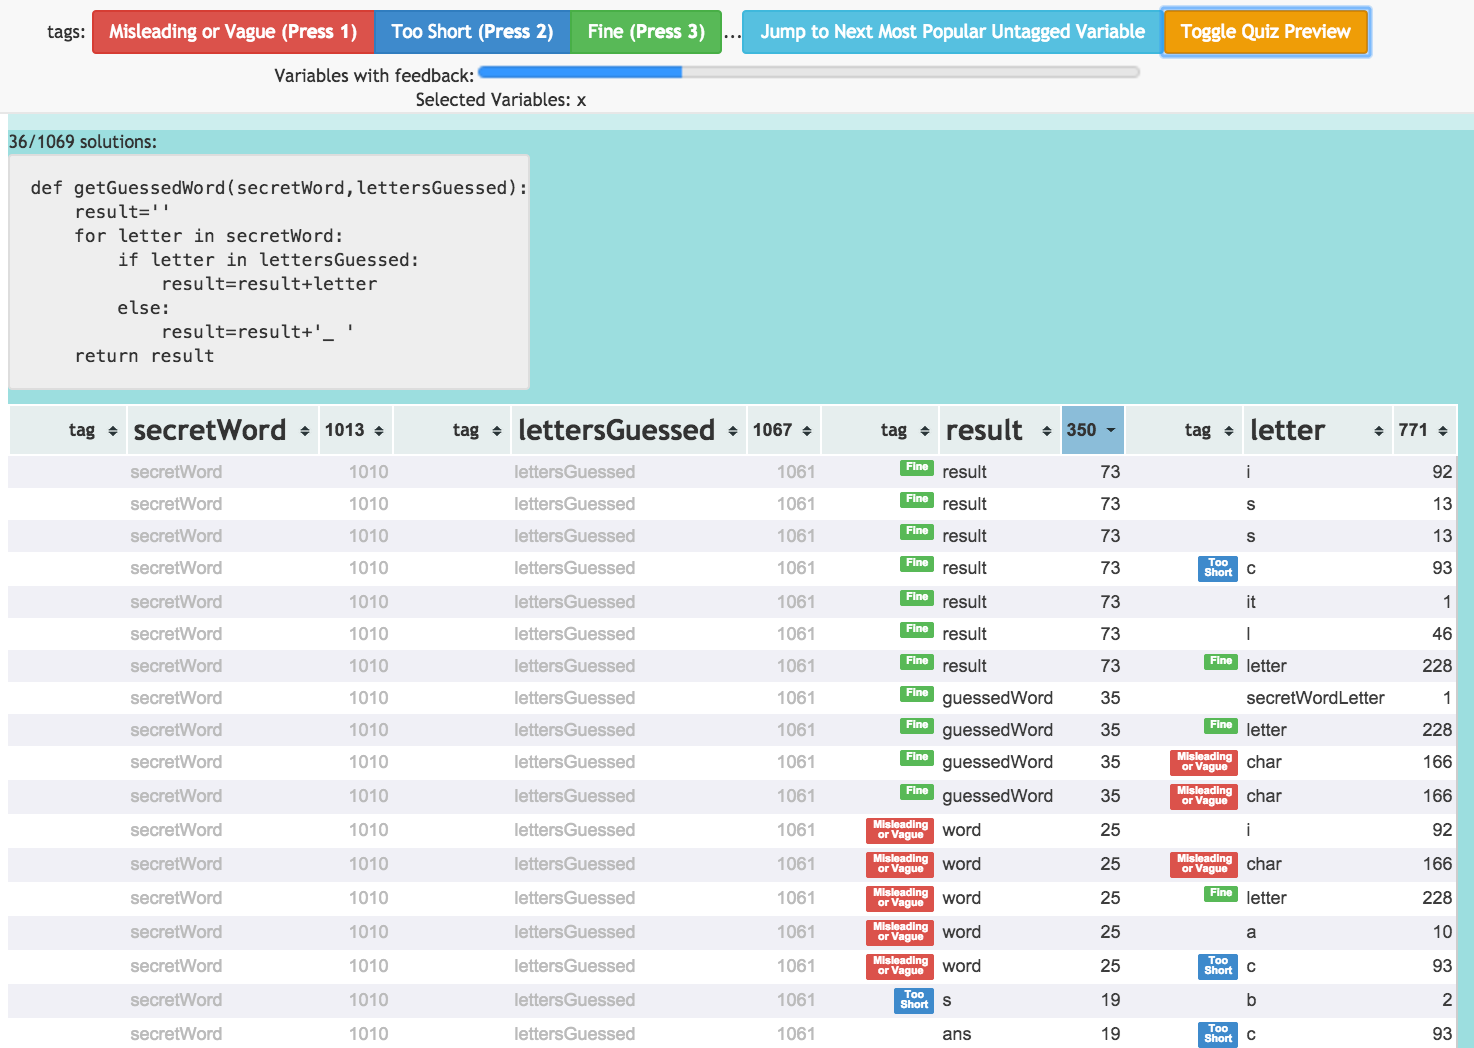 tags: Misleading or Vague (Press 1) Too Short (Press 2) Fine (Press 3) ... Jump to Next Most Popular Untagged Variable Toggle Quiz Preview
Variables with feedback:
Selected Variables: x
36/1069 solutions:
def getGuessedWord(secretWord,lettersGuessed):
    result=''
    for letter in secretWord:
        if letter in lettersGuessed:
            result=result+letter
        else:
            result=result+'_ '
    return result
tag secretWord 1013 tag lettersGuessed 1067 tag result 350 tag letter 771
secretWord 1010 lettersGuessed 1061 Fine result 73 i 92
secretWord 1010 lettersGuessed 1061 Fine result 73 s 13
secretWord 1010 lettersGuessed 1061 Fine result 73 s 13
secretWord 1010 lettersGuessed 1061 Fine result 73 Too Short c 93
secretWord 1010 lettersGuessed 1061 Fine result 73 it 1
secretWord 1010 lettersGuessed 1061 Fine result 73 l 46
secretWord 1010 lettersGuessed 1061 Fine result 73 Fine letter 228
secretWord 1010 lettersGuessed 1061 Fine guessedWord 35 secretWordLetter 1
secretWord 1010 lettersGuessed 1061 Fine guessedWord 35 Fine letter 228
secretWord 1010 lettersGuessed 1061 Fine guessedWord 35 Misleading or Vague char 166
secretWord 1010 lettersGuessed 1061 Fine guessedWord 35 Misleading or Vague char 166
secretWord 1010 lettersGuessed 1061 Misleading or Vague word 25 i 92
secretWord 1010 lettersGuessed 1061 Misleading or Vague word 25 Misleading or Vague char 166
secretWord 1010 lettersGuessed 1061 Misleading or Vague word 25 Fine letter 228
secretWord 1010 lettersGuessed 1061 Misleading or Vague word 25 a 10
secretWord 1010 lettersGuessed 1061 Misleading or Vague word 25 Too Short c 93
secretWord 1010 lettersGuessed 1061 Too Short s 19 b 2
secretWord 1010 lettersGuessed 1061 ans 19 Too Short c 93